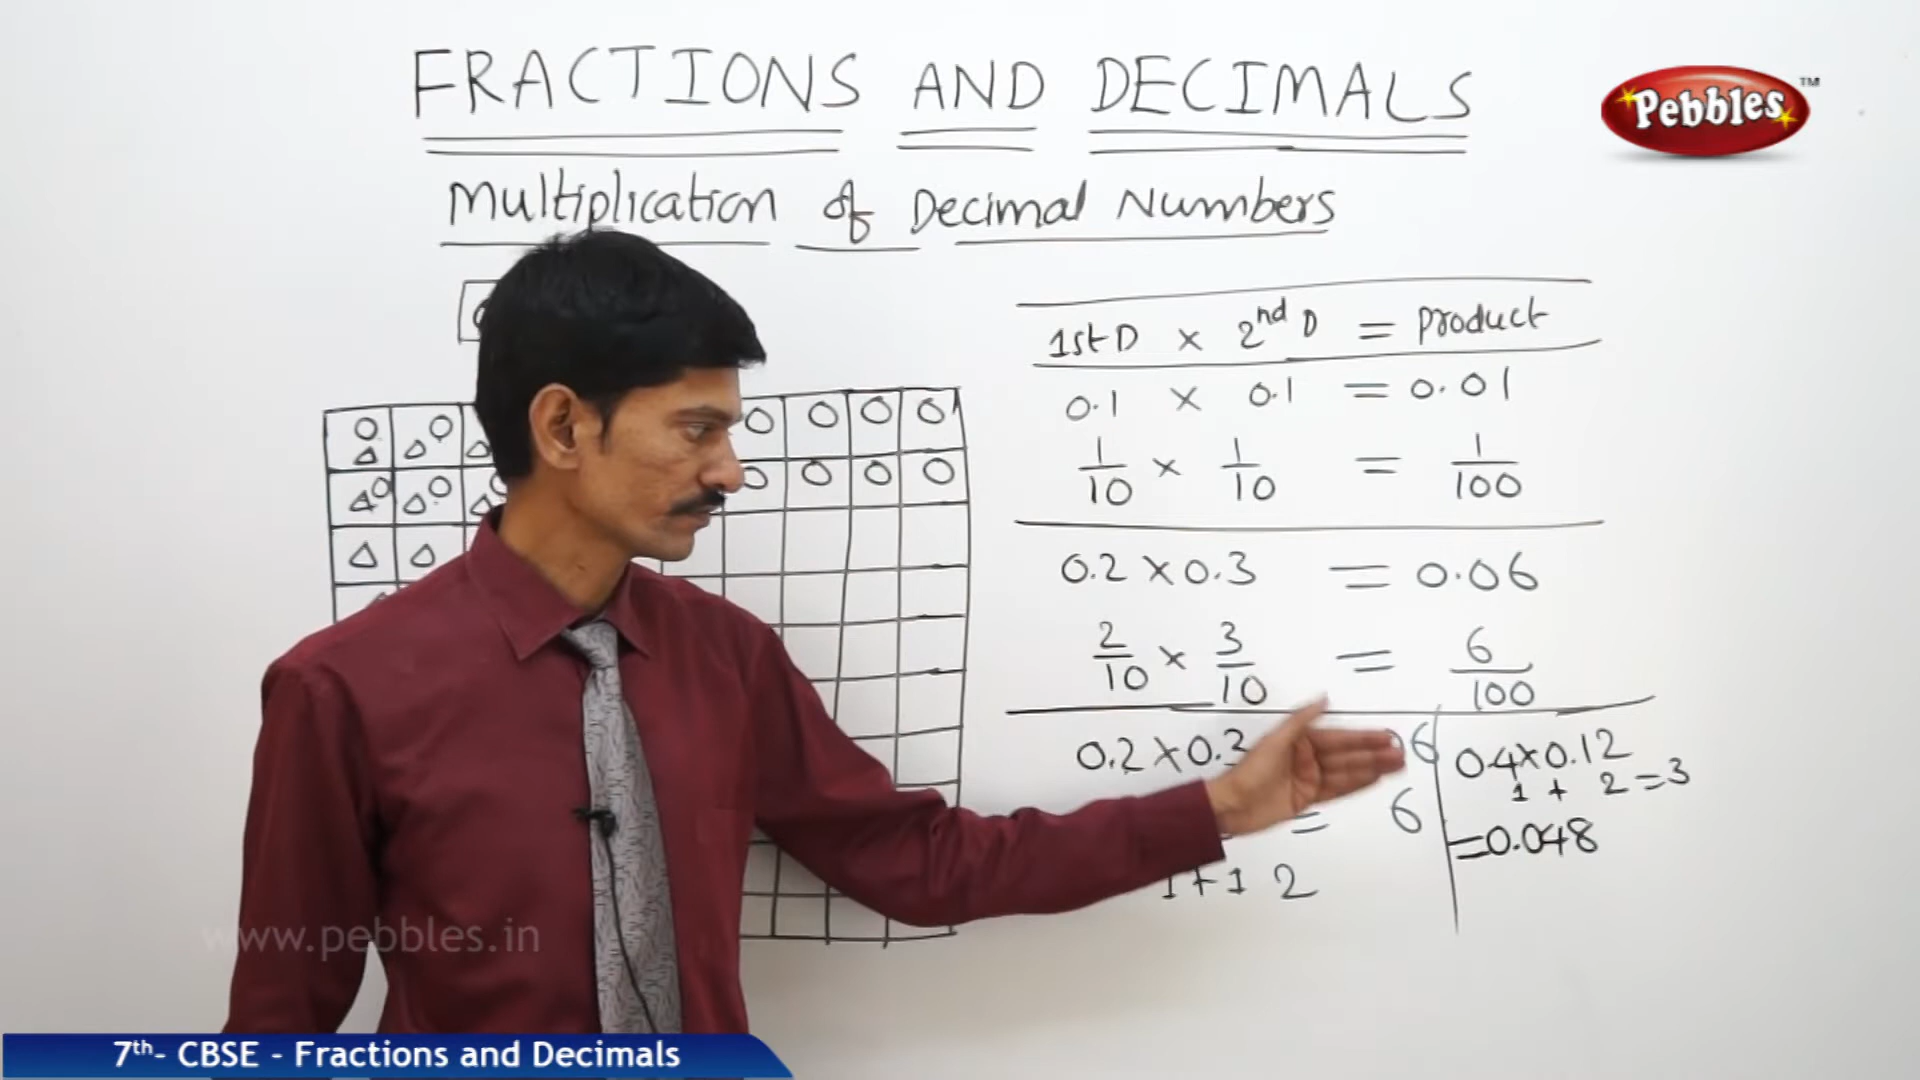 FRACTIONS AND DECIMALS
Pebbles™
Multiplication of Decimal Numbers
1st D × 2nd D = product
0.1 × 0.1 = 0.01
1/10 × 1/10 = 1/100
0.2 × 0.3 = 0.06
2/10 × 3/10 = 6/100
0.2 × 0.3
6
= 6
1 + 1 2
0.4 × 0.12
1 + 2 = 3
= 0.048
www.pebbles.in
7th- CBSE - Fractions and Decimals